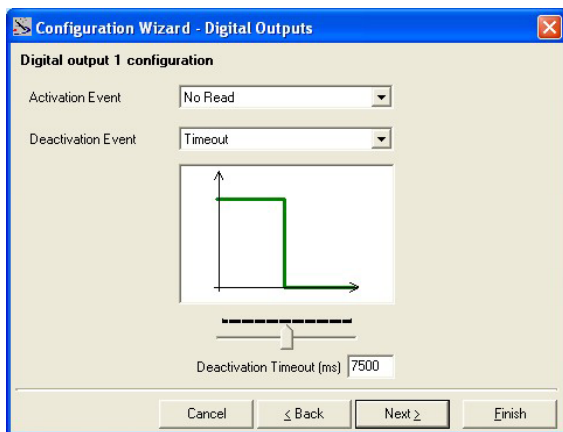 Configuration Wizard - Digital Outputs
Digital output 1 configuration
Activation Event No Read
Deactivation Event Timeout
Deactivation Timeout (ms) 7500
Cancel < Back Next > Finish